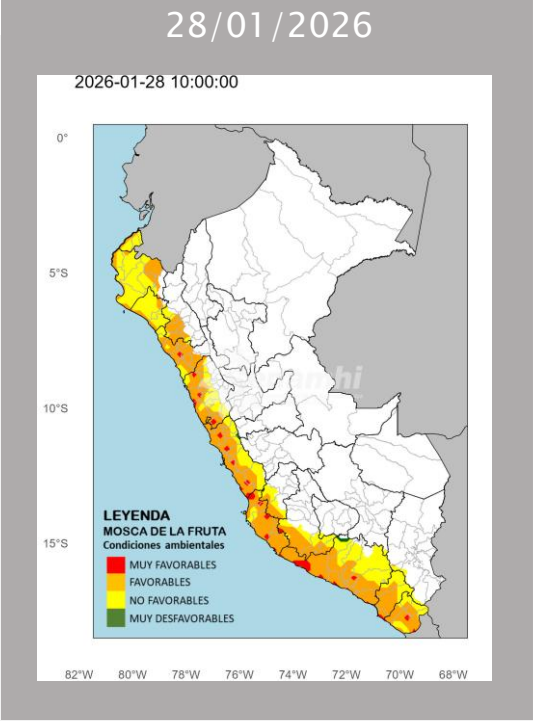 28/01/2026
2026-01-28 10:00:00
0°
5°S
10°S
15°S
LEYENDA
MOSCA DE LA FRUTA
Condiciones ambientales
MUY FAVORABLES
FAVORABLES
NO FAVORABLES
MUY DESFAVORABLES
82°W 80°W 78°W 76°W 74°W 72°W 70°W 68°W